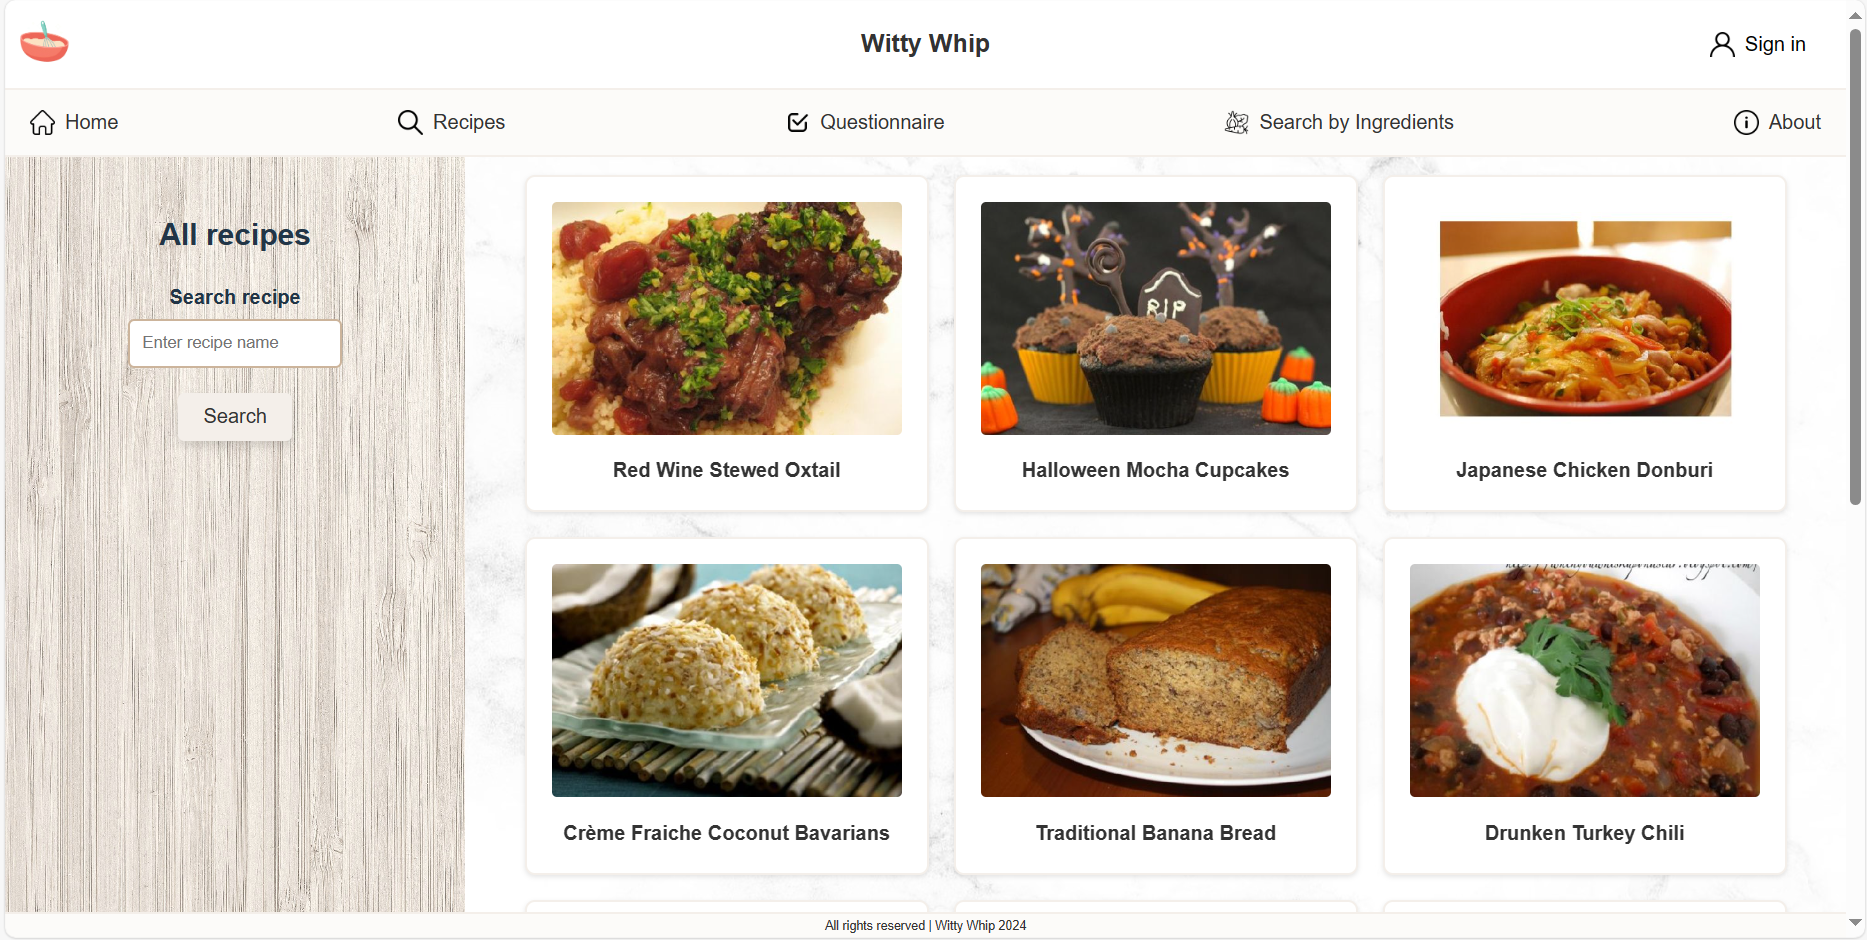 Witty Whip
Sign in
Home
Recipes
Questionnaire
Search by Ingredients
About
All recipes
Search recipe
Enter recipe name
Search
RIP
Red Wine Stewed Oxtail
Halloween Mocha Cupcakes
Japanese Chicken Donburi
Crème Fraiche Coconut Bavarians
Traditional Banana Bread
Drunken Turkey Chili
All rights reserved | Witty Whip 2024